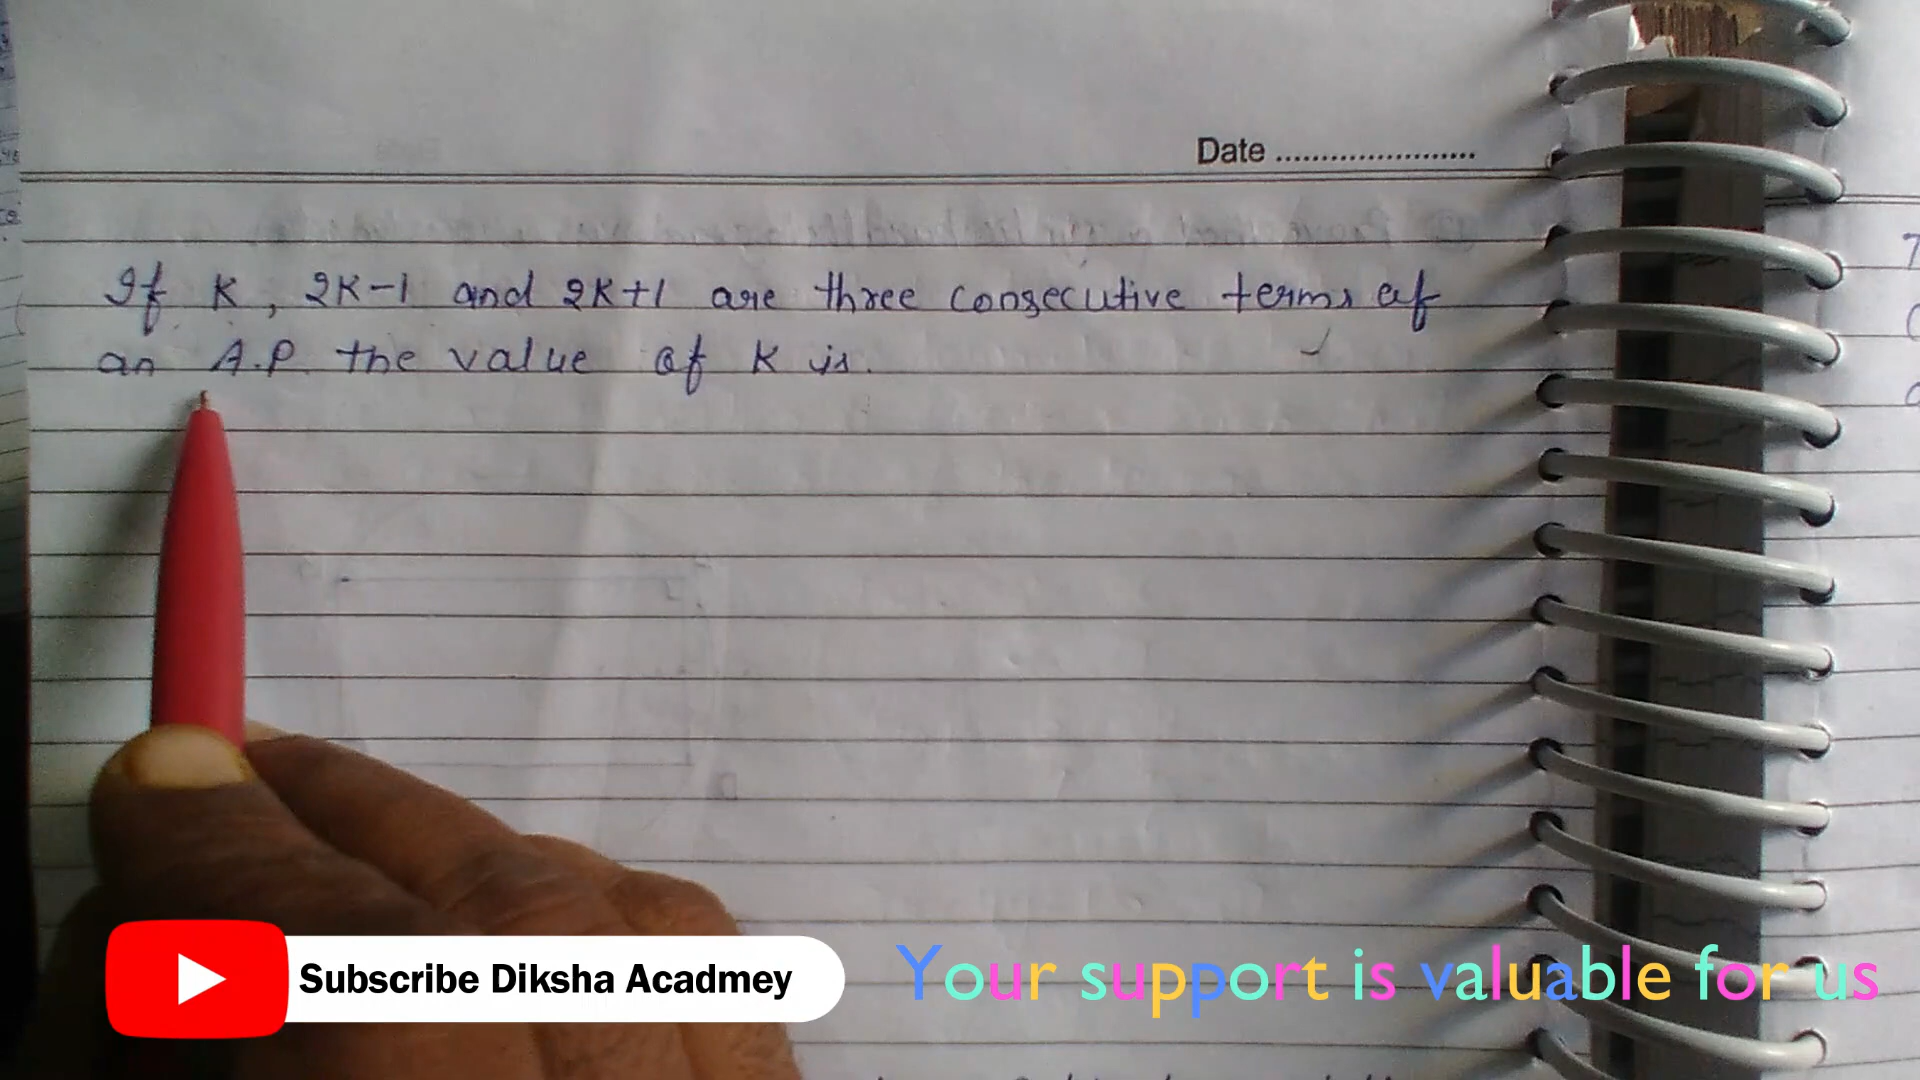 Date ......................
If K, 2K-1 and 2K+1 are three consecutive terms of
an A.P. the value of K is.
Subscribe Diksha Acadmey
Your support is valuable for us